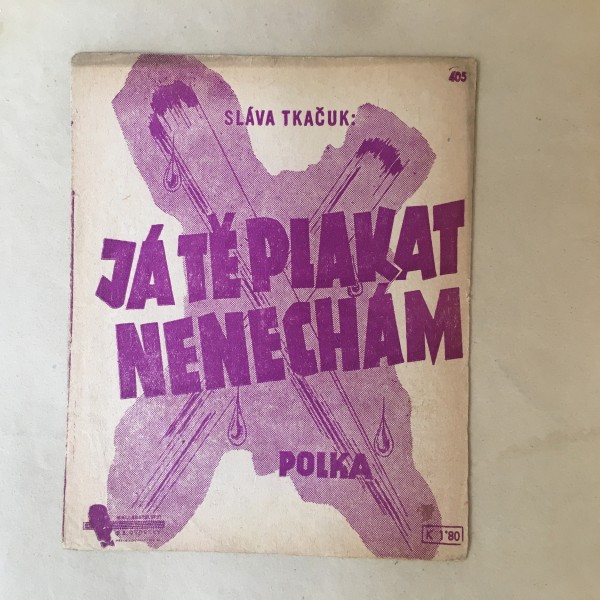 405
SLÁVA TKAČUK:
JÁ TĚ PLAKAT
NENECHÁM
POLKA
K 1'80